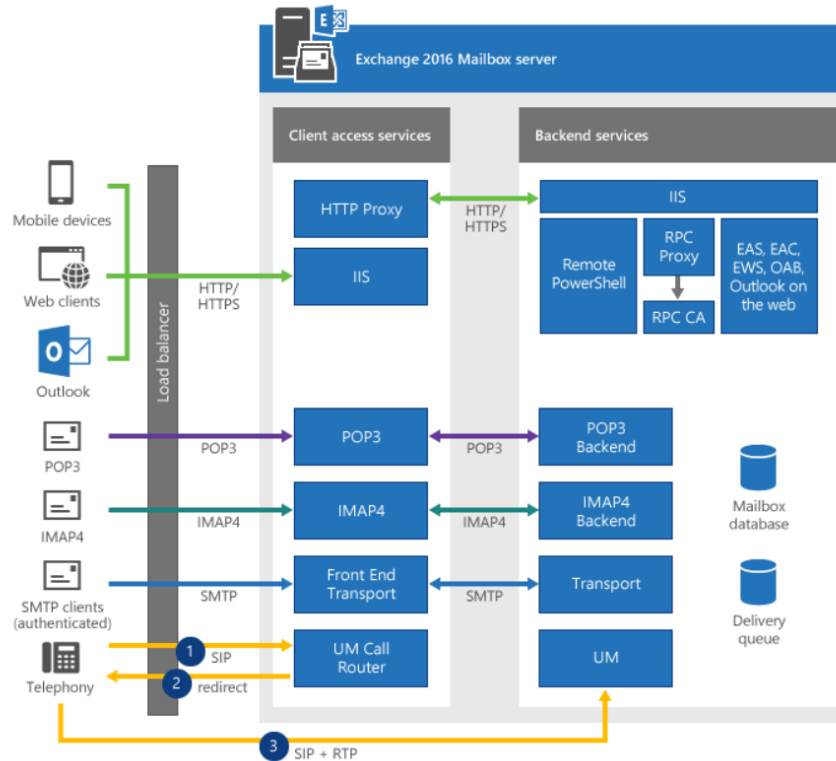 E
Exchange 2016 Mailbox server
Client access services
Backend services
Mobile devices
Web clients
O
Outlook
POP3
IMAP4
SMTP clients
(authenticated)
Telephony
Load balancer
HTTP/
HTTPS
POP3
IMAP4
SMTP
1
SIP
2
redirect
3
SIP + RTP
HTTP Proxy
IIS
POP3
IMAP4
Front End
Transport
UM Call
Router
HTTP/
HTTPS
POP3
IMAP4
SMTP
IIS
Remote
PowerShell
RPC
Proxy
RPC CA
EAS, EAC,
EWS, OAB,
Outlook on
the web
POP3
Backend
IMAP4
Backend
Transport
UM
Mailbox
database
Delivery
queue